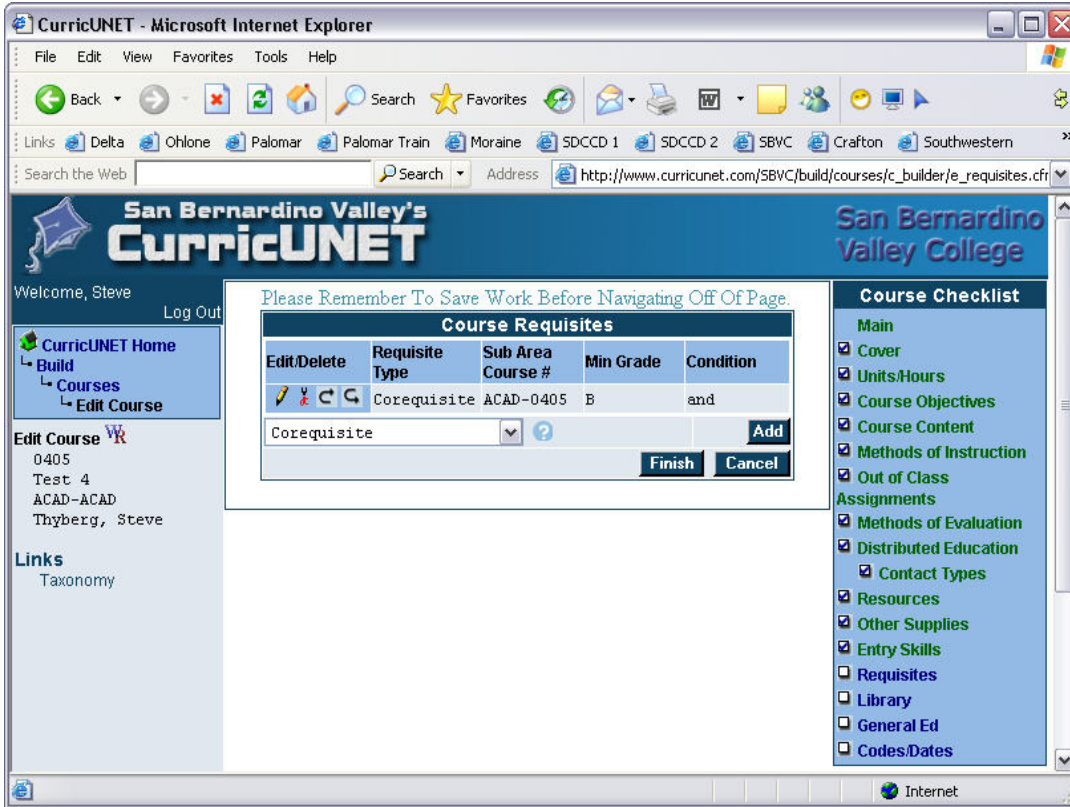 CurricUNET - Microsoft Internet Explorer
File Edit View Favorites Tools Help
Back Search Favorites
Links Delta Ohlone Palomar Palomar Train Moraine SDCCD 1 SDCCD 2 SBVC Crafton Southwestern »
Search the Web Search Address http://www.curricunet.com/SBVC/build/courses/c_builder/e_requisites.cfr
San Bernardino Valley's
CurricUNET
San Bernardino
Valley College
Welcome, Steve
Log Out
CurricUNET Home
Build
Courses
Edit Course
Edit Course WR
0405
Test 4
ACAD-ACAD
Thyberg, Steve
Links
Taxonomy
Please Remember To Save Work Before Navigating Off Of Page.
Course Requisites
Edit/Delete Requisite Type Sub Area Course # Min Grade Condition
Corequisite ACAD-0405 B and
Corequisite ? Add
Finish Cancel
Course Checklist
Main
Cover
Units/Hours
Course Objectives
Course Content
Methods of Instruction
Out of Class
Assignments
Methods of Evaluation
Distributed Education
Contact Types
Resources
Other Supplies
Entry Skills
Requisites
Library
General Ed
Codes/Dates
Internet